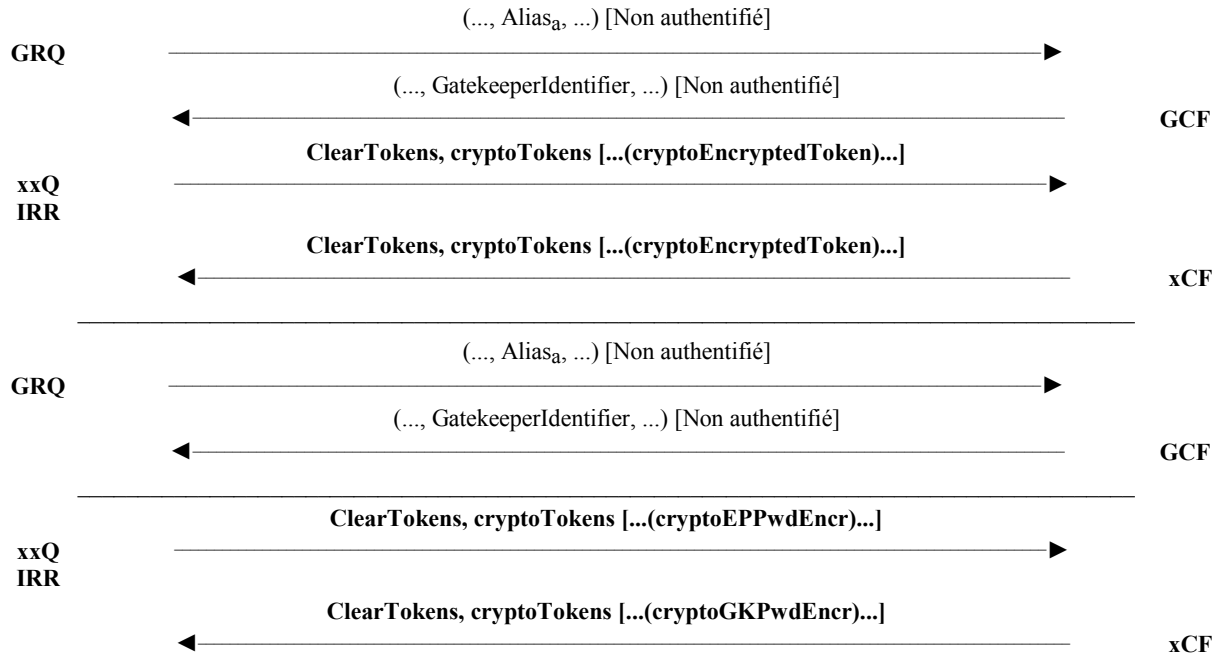 (..., Aliasa, ...) [Non authentifié]
GRQ
(..., GatekeeperIdentifier, ...) [Non authentifié]
GCF
ClearTokens, cryptoTokens [...(cryptoEncryptedToken)...]
xxQ
IRR
ClearTokens, cryptoTokens [...(cryptoEncryptedToken)...]
xCF
(..., Aliasa, ...) [Non authentifié]
GRQ
(..., GatekeeperIdentifier, ...) [Non authentifié]
GCF
ClearTokens, cryptoTokens [...(cryptoEPPwdEncr)...]
xxQ
IRR
ClearTokens, cryptoTokens [...(cryptoGKPwdEncr)...]
xCF